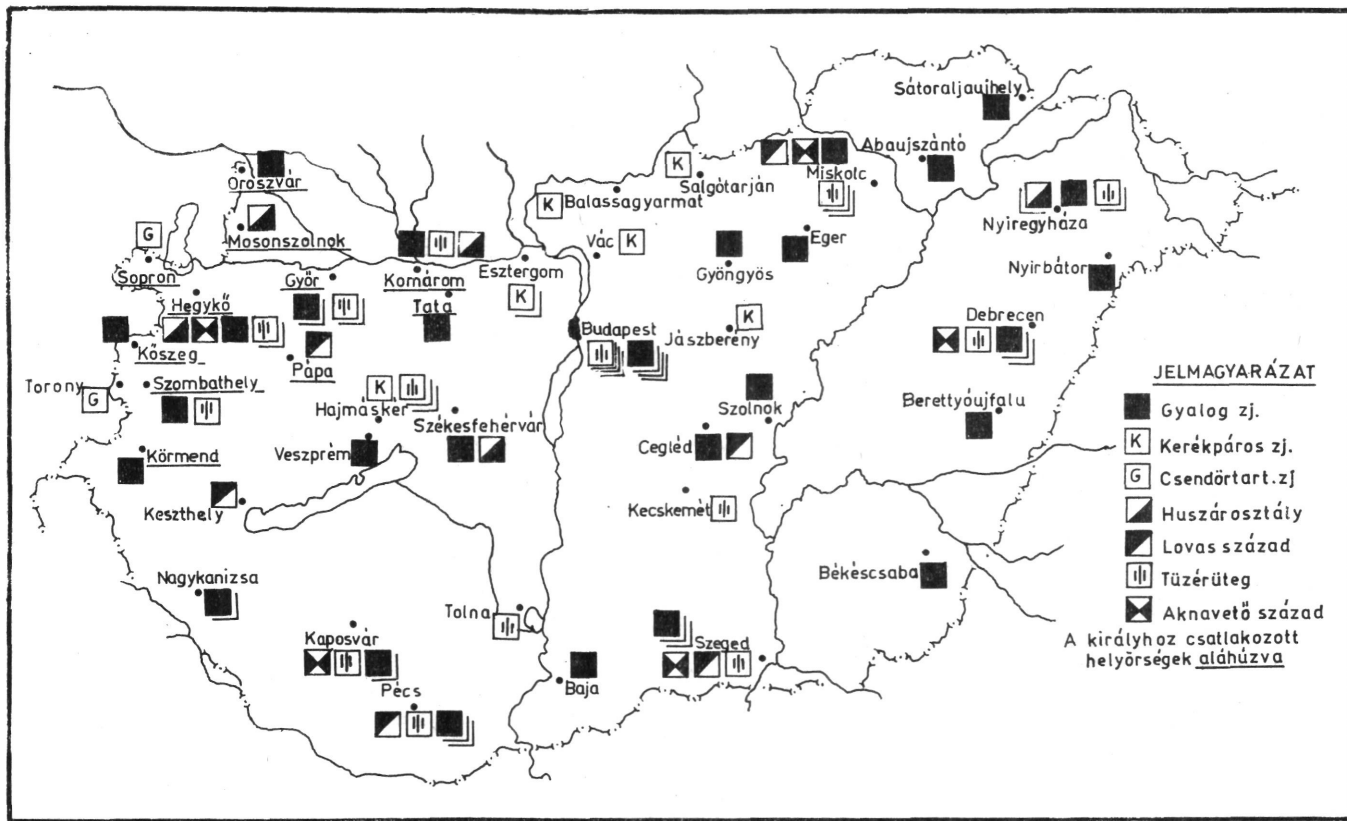 Sátoraljaujhely
Abaujszántó
Oroszvár
Miskolc
K
Salgótarján
K
Balassagyarmat
Nyiregyháza
Mosonszolnok
G
Vác K
Eger
Sopron
Győr
Komárom
Esztergom
Gyöngyös
Nyirbátor
Hegykő
Tata
K
K
Jászberény
Budapest
Debrecen
Kőszeg
Pápa
Torony
G
Szombathely
K
Hajmáskér
Székesfehérvár
Szolnok
Berettyóujfalu
Körmend
Veszprém
Cegléd
Keszthely
Kecskemét
Nagykanizsa
Békéscsaba
Tolna
Kaposvár
Szeged
Pécs
Baja
JELMAGYARÁZAT
Gyalog zj.
K Kerékpáros zj.
G Csendörtart.zj
Huszárosztály
Lovas század
Tüzérüteg
Aknavető század
A királyhoz csatlakozott
helyörségek aláhúzva